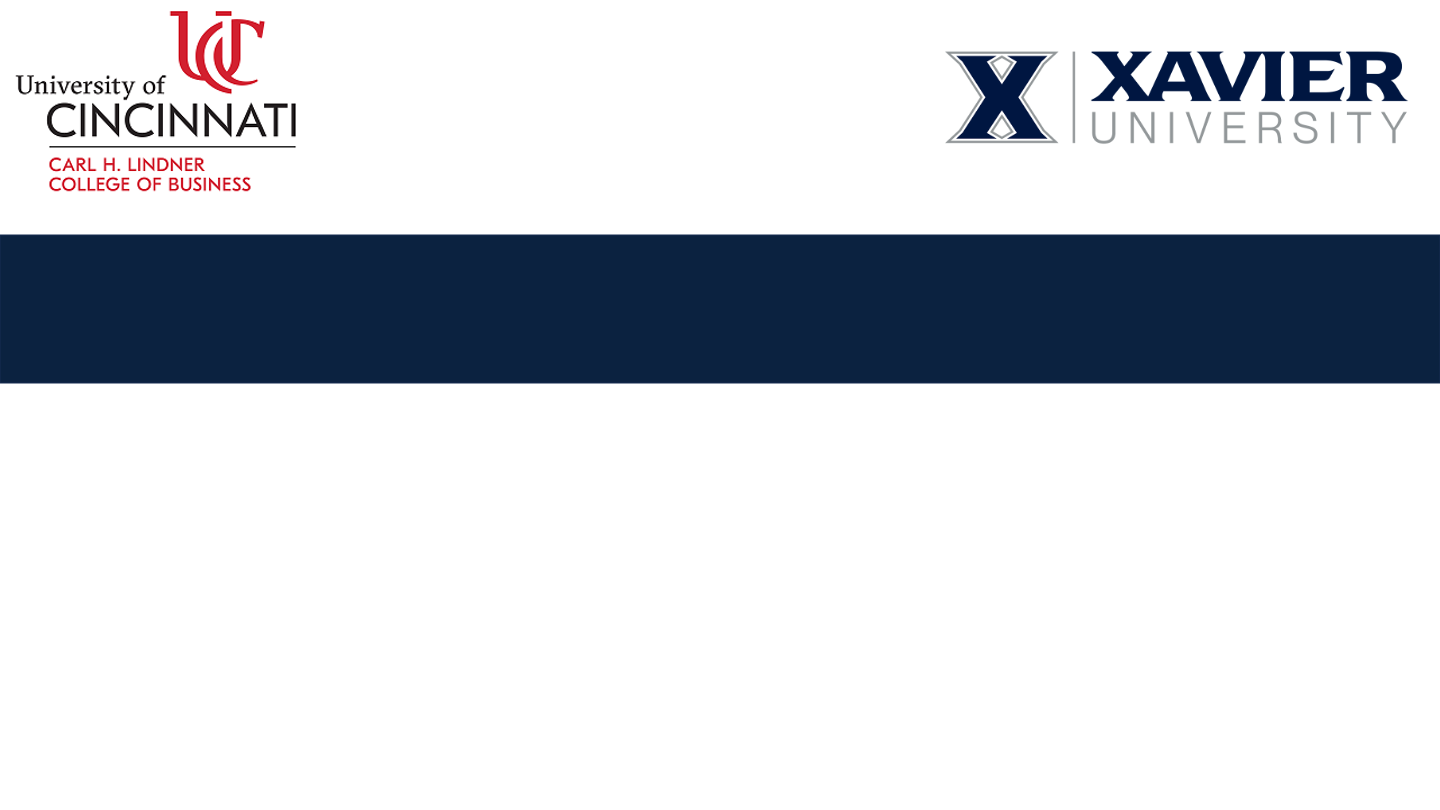 UC
University of
CINCINNATI
CARL H. LINDNER
COLLEGE OF BUSINESS
X
XAVIER
UNIVERSITY